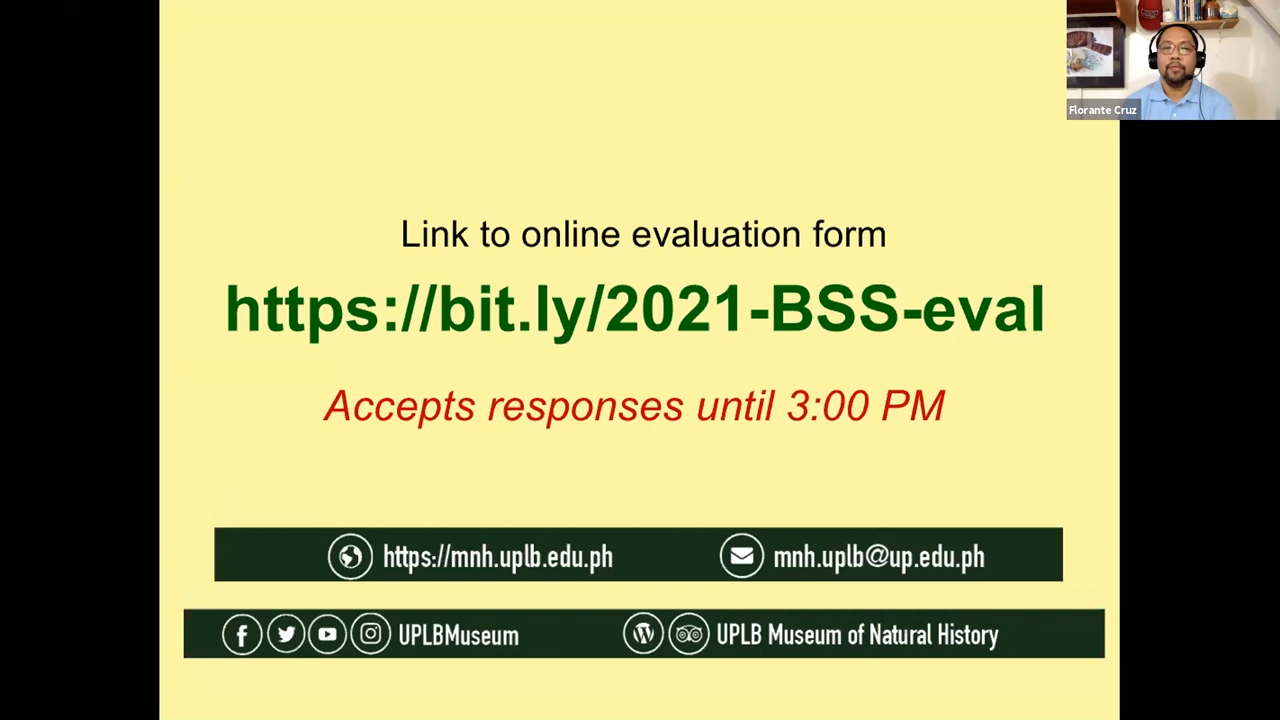 Florante Cruz
Link to online evaluation form
https://bit.ly/2021-BSS-eval
Accepts responses until 3:00 PM
https://mnh.uplb.edu.ph
mnh.uplb@up.edu.ph
UPLBMuseum
UPLB Museum of Natural History